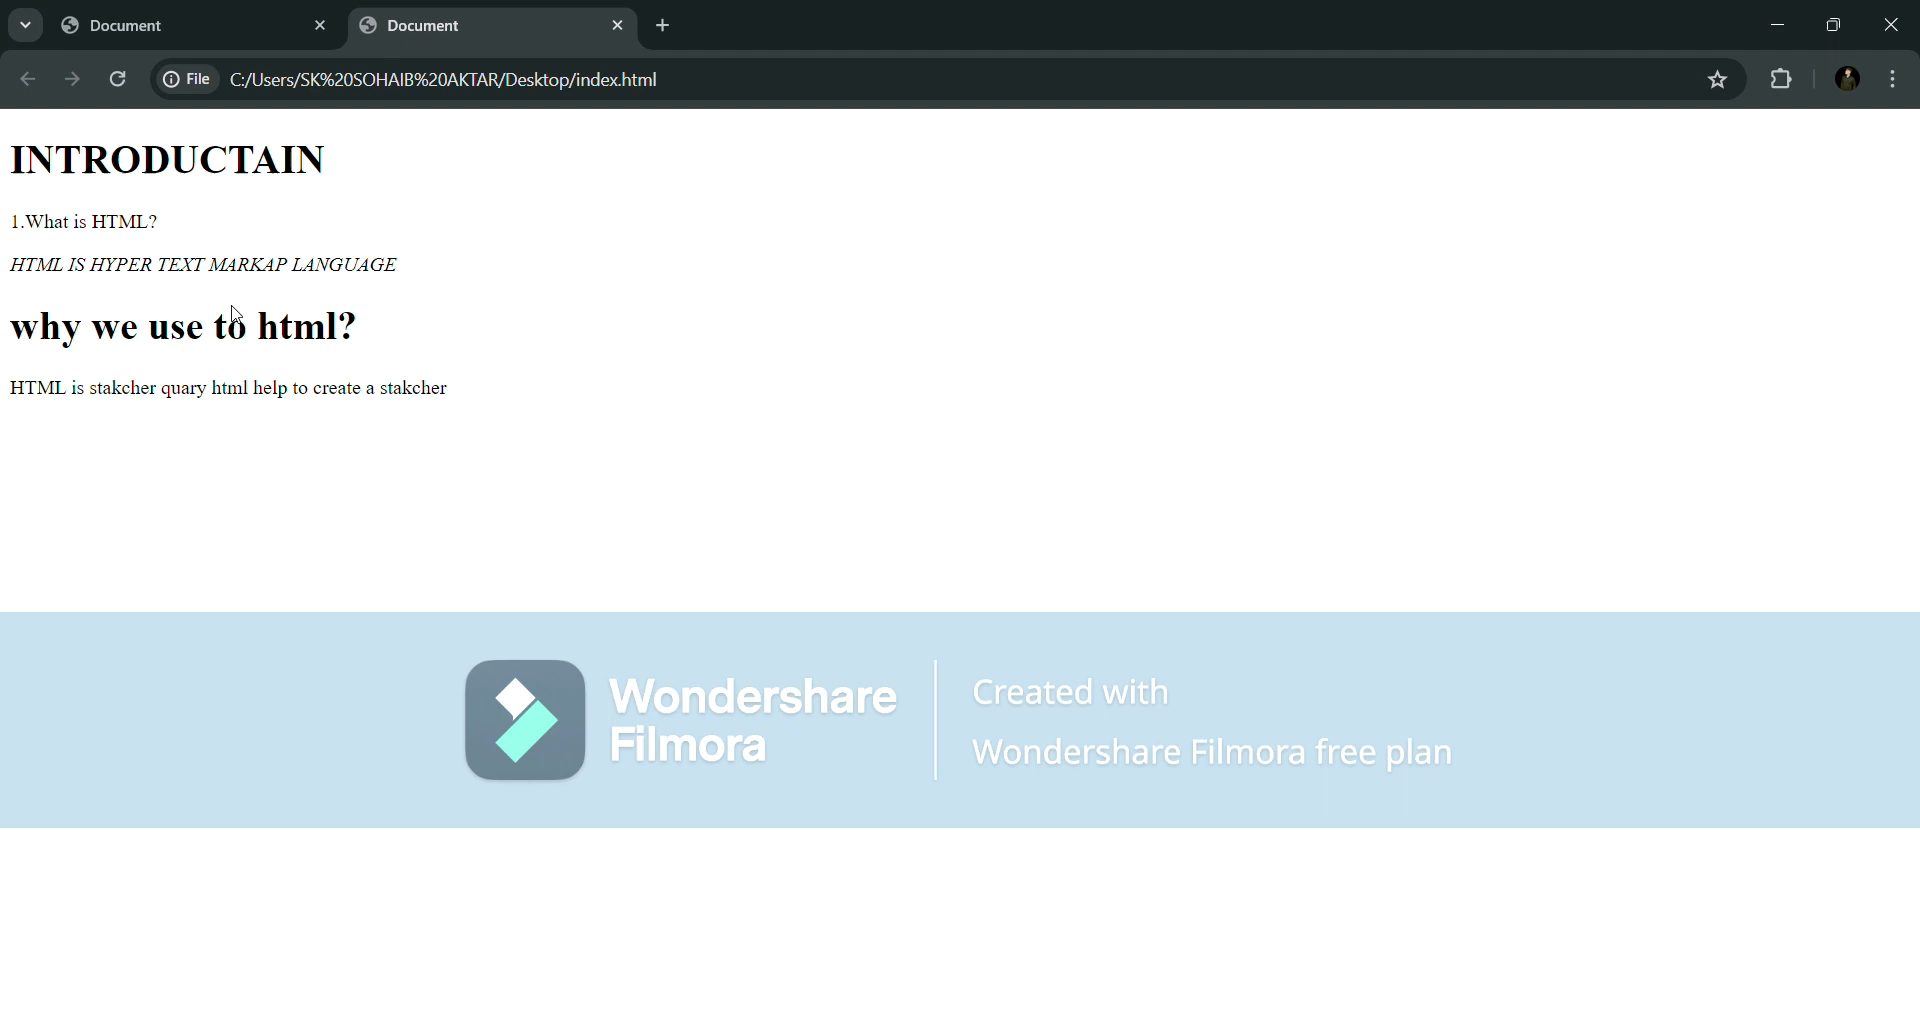 Document
Document
File
C:/Users/SK%20SOHAIB%20AKTAR/Desktop/index.html
INTRODUCTAIN
1.What is HTML?
HTML IS HYPER TEXT MARKAP LANGUAGE
why we use to html?
HTML is stakcher quary html help to create a stakcher
Wondershare
Filmora
Created with
Wondershare Filmora free plan